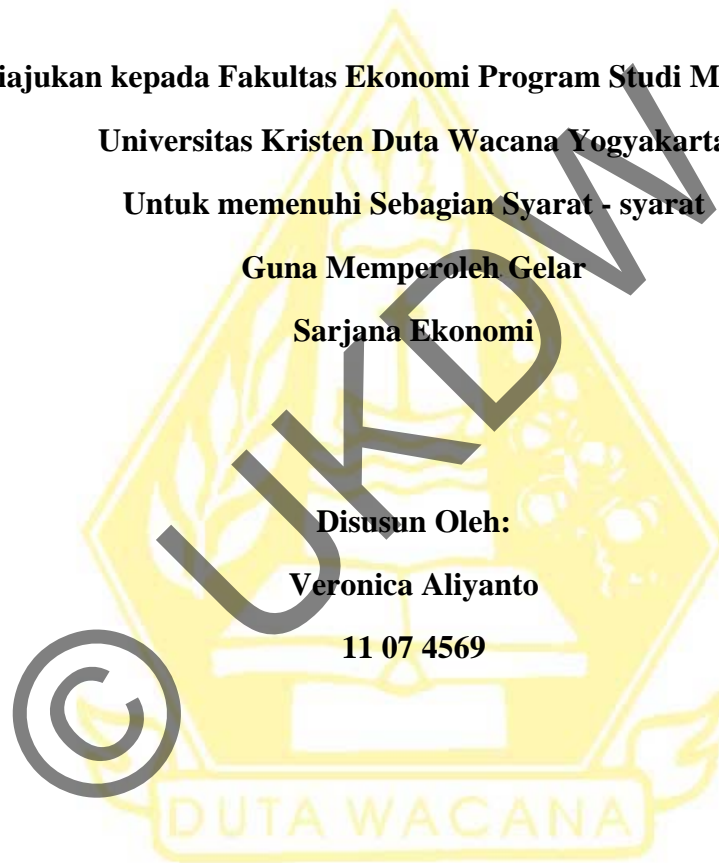 iajukan kepada Fakultas Ekonomi Program Studi M
Universitas Kristen Duta Wacana Yogyakarta
Untuk memenuhi Sebagian Syarat - syarat
Guna Memperoleh Gelar
Sarjana Ekonomi
Disusun Oleh:
Veronica Aliyanto
11 07 4569
© UKDW
DUTA WACANA